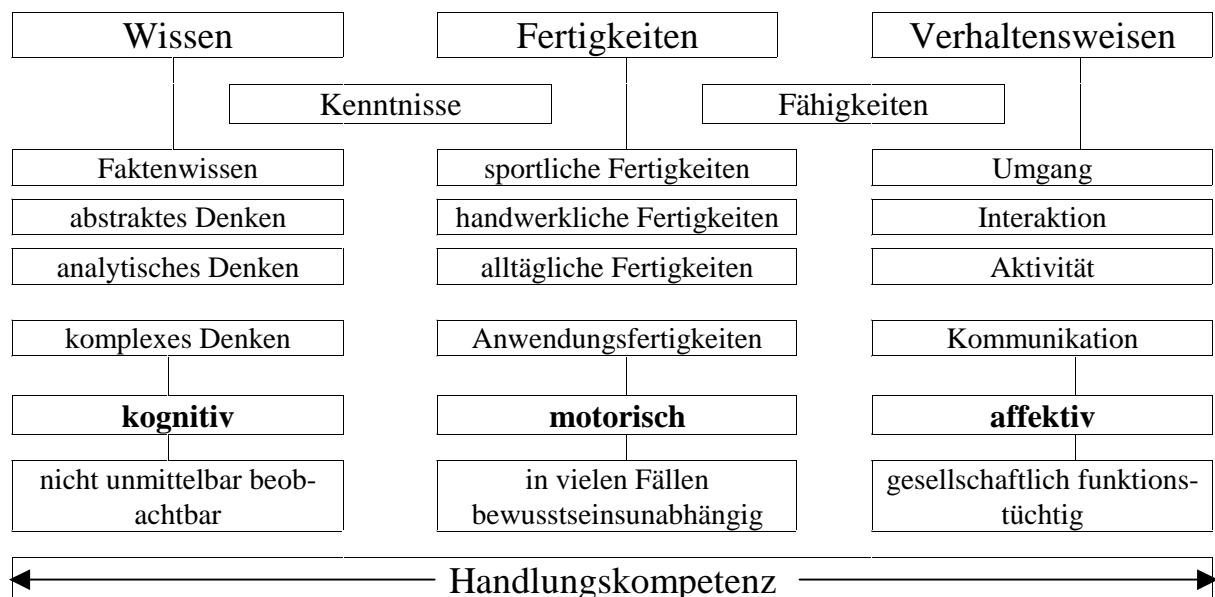 Wissen
Fertigkeiten
Verhaltensweisen
Kenntnisse
Fähigkeiten
Faktenwissen
sportliche Fertigkeiten
Umgang
abstraktes Denken
handwerkliche Fertigkeiten
Interaktion
analytisches Denken
alltägliche Fertigkeiten
Aktivität
komplexes Denken
Anwendungsfertigkeiten
Kommunikation
kognitiv
motorisch
affektiv
nicht unmittelbar beob-
achtbar
in vielen Fällen
bewusstseinsunabhängig
gesellschaftlich funktions-
tüchtig
Handlungskompetenz